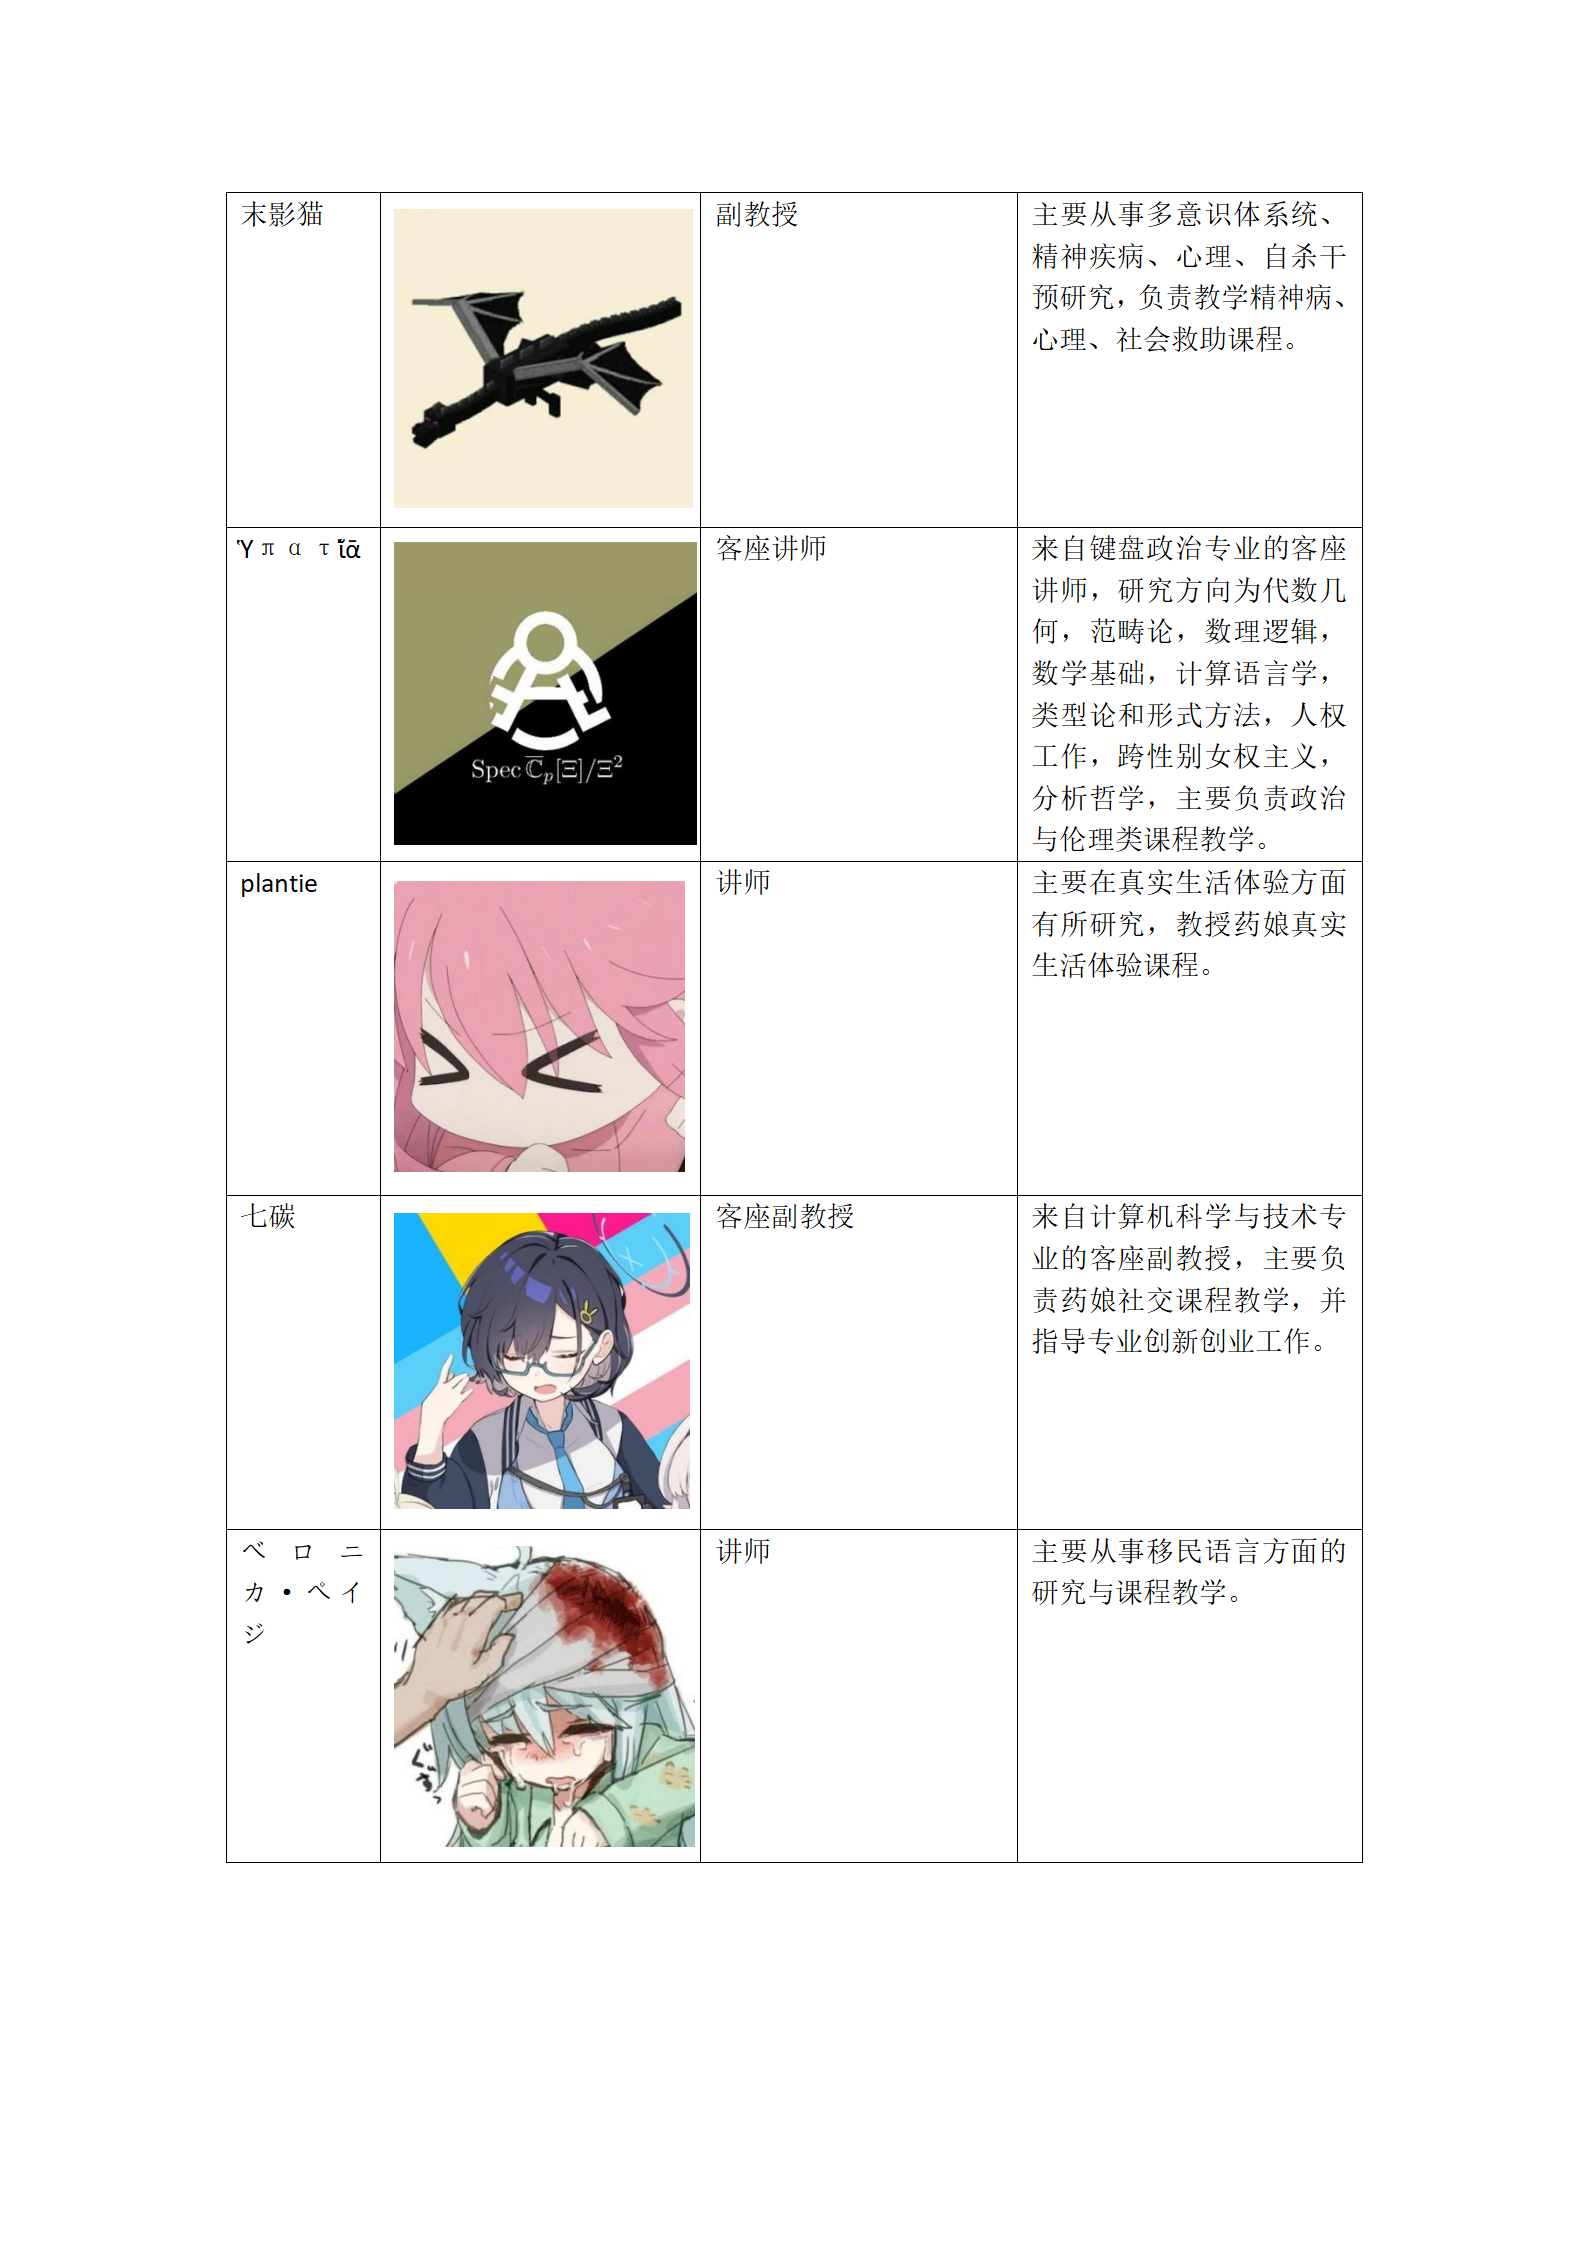 末影猫
副教授
主要从事多意识体系统、
精神疾病、心理、自杀干
预研究，负责教学精神病、
心理、社会救助课程。
Ὑπατῐ́ᾱ
Spec ℂ̅ₚ[Ξ]/Ξ²
客座讲师
来自键盘政治专业的客座
讲师，研究方向为代数几
何，范畴论，数理逻辑，
数学基础，计算语言学，
类型论和形式方法，人权
工作，跨性别女权主义，
分析哲学，主要负责政治
与伦理类课程教学。
plantie
讲师
主要在真实生活体验方面
有所研究，教授药娘真实
生活体验课程。
七碳
客座副教授
来自计算机科学与技术专
业的客座副教授，主要负
责药娘社交课程教学，并
指导专业创新创业工作。
ベロニ
カ・ペイ
ジ
ぐすっ
讲师
主要从事移民语言方面的
研究与课程教学。